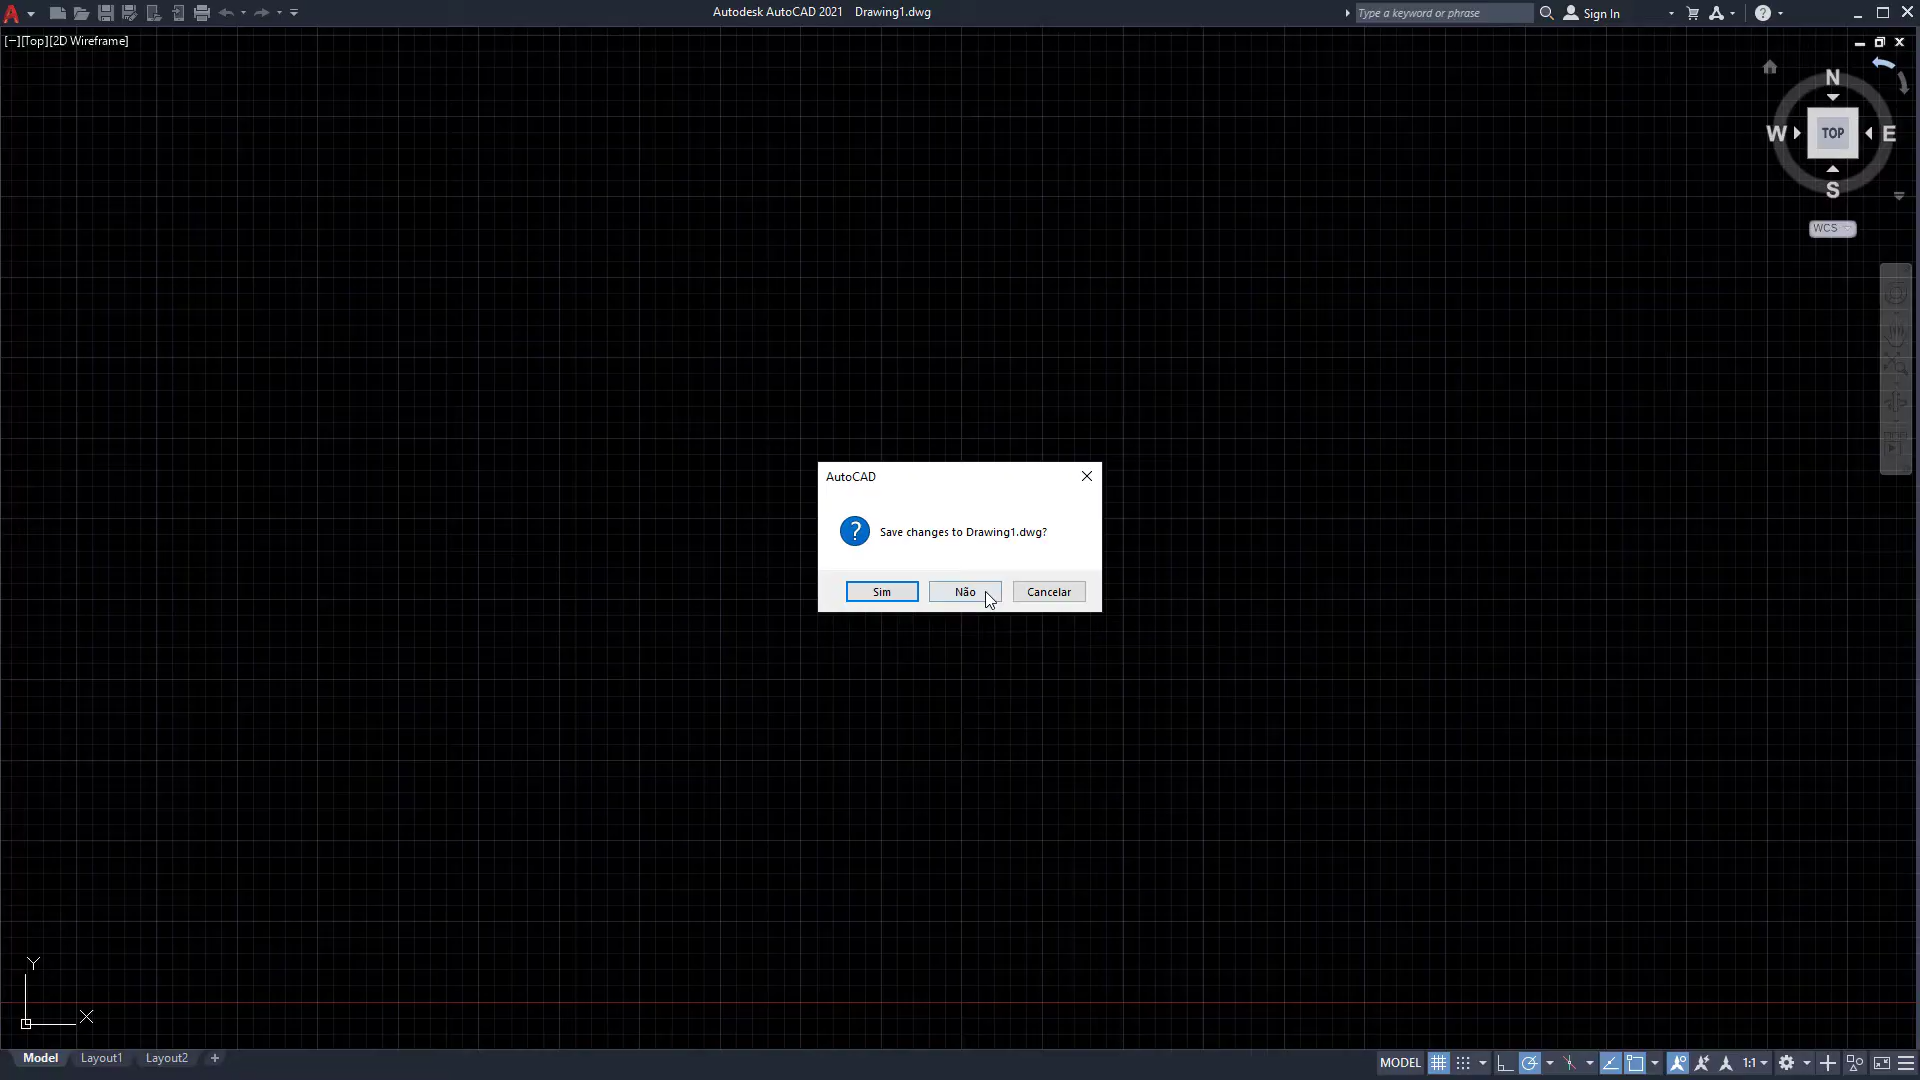 Autodesk AutoCAD 2021 Drawing1.dwg
Type a keyword or phrase
Sign In
[−][Top][2D Wireframe]
N
W
TOP
E
S
WCS
AutoCAD
Save changes to Drawing1.dwg?
Sim
Não
Cancelar
Y
X
Model
Layout1
Layout2
MODEL
1:1